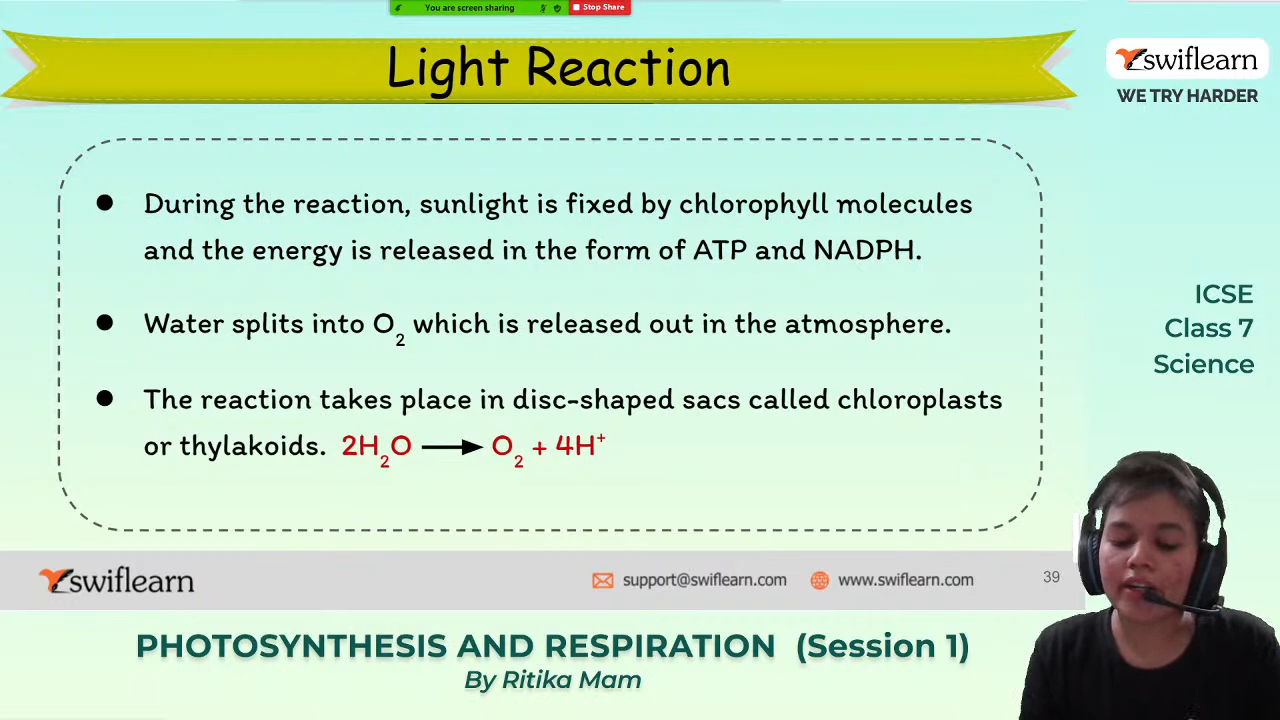 You are screen sharing
Stop Share
Light Reaction
swiflearn
WE TRY HARDER
● During the reaction, sunlight is fixed by chlorophyll molecules
and the energy is released in the form of ATP and NADPH.
● Water splits into O₂ which is released out in the atmosphere.
● The reaction takes place in disc-shaped sacs called chloroplasts
or thylakoids. 2H₂O ⟶ O₂ + 4H⁺
ICSE
Class 7
Science
swiflearn
support@swiflearn.com
www.swiflearn.com
39
PHOTOSYNTHESIS AND RESPIRATION (Session 1)
By Ritika Mam